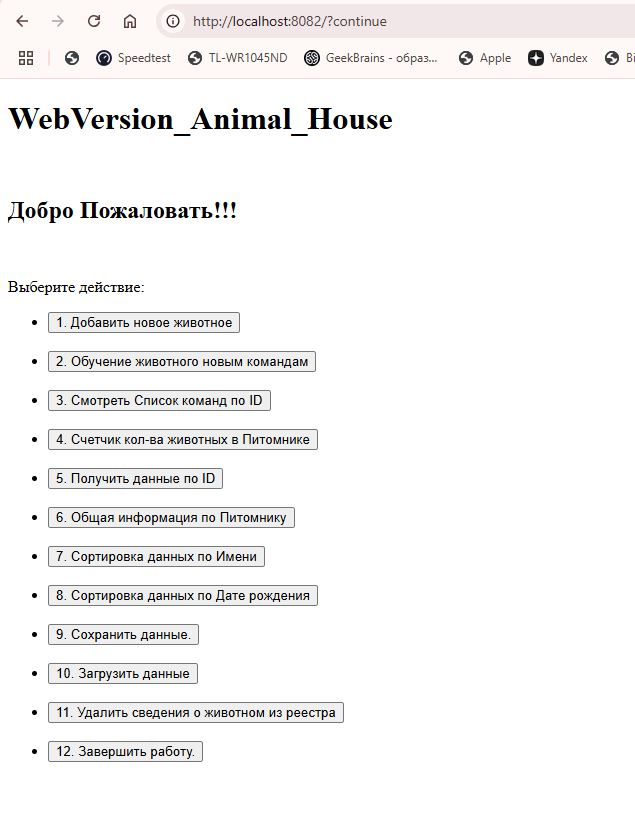 http://localhost:8082/?continue
Speedtest TL-WR1045ND GeekBrains - образ... Apple Yandex Bi
WebVersion_Animal_House
Добро Пожаловать!!!
Выберите действие:
1. Добавить новое животное
2. Обучение животного новым командам
3. Смотреть Список команд по ID
4. Счетчик кол-ва животных в Питомнике
5. Получить данные по ID
6. Общая информация по Питомнику
7. Сортировка данных по Имени
8. Сортировка данных по Дате рождения
9. Сохранить данные.
10. Загрузить данные
11. Удалить сведения о животном из реестра
12. Завершить работу.